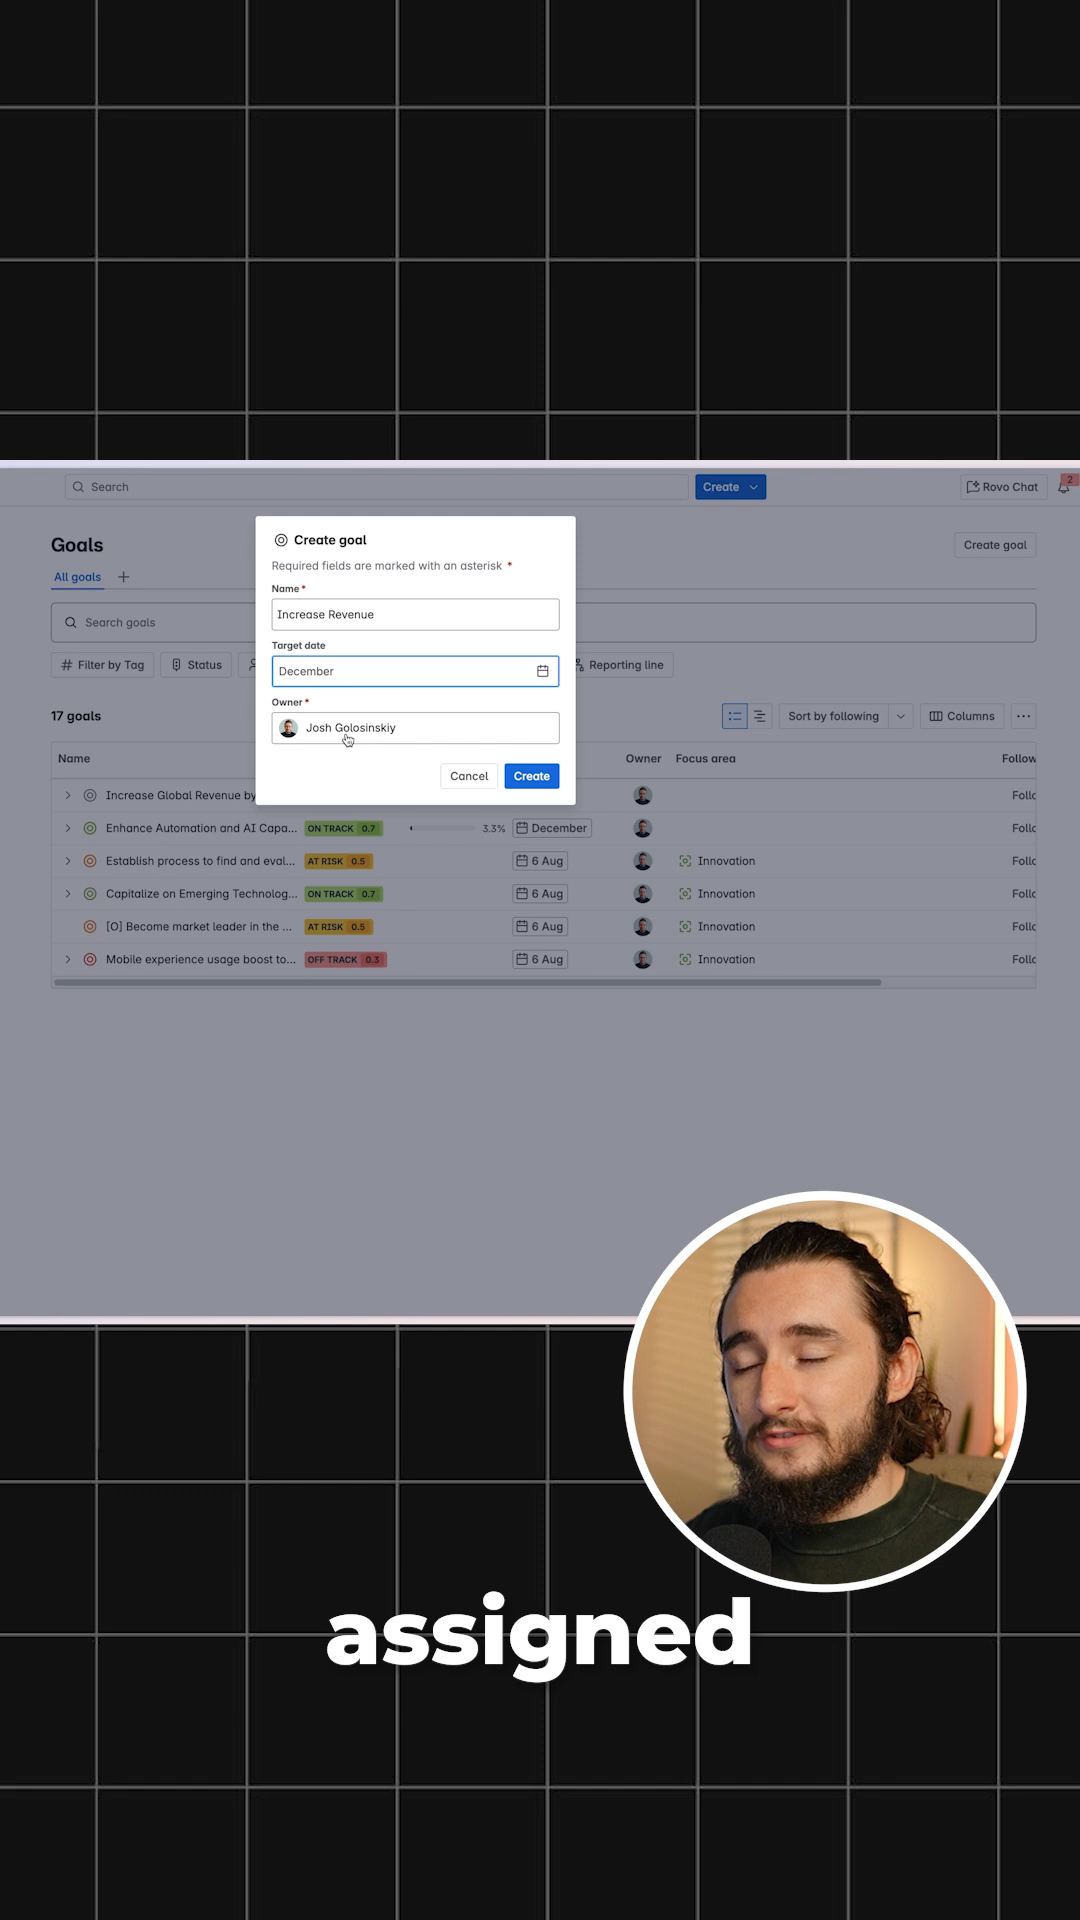 Search
Create
Rovo Chat
2
Goals
Create goal
All goals
Search goals
Filter by Tag
Status
Reporting line
Create goal
Required fields are marked with an asterisk *
Name *
Increase Revenue
Target date
December
Owner *
Josh Golosinskiy
Cancel
Create
17 goals
Sort by following
Columns
Name
Owner
Focus area
Follow
Increase Global Revenue by
Follo
Enhance Automation and AI Capa...
ON TRACK 0.7
3.3%
December
Follo
Establish process to find and eval...
AT RISK 0.5
6 Aug
Innovation
Follo
Capitalize on Emerging Technolog...
ON TRACK 0.7
6 Aug
Innovation
Follo
[O] Become market leader in the ...
AT RISK 0.5
6 Aug
Innovation
Follo
Mobile experience usage boost to...
OFF TRACK 0.3
6 Aug
Innovation
Follo
assigned